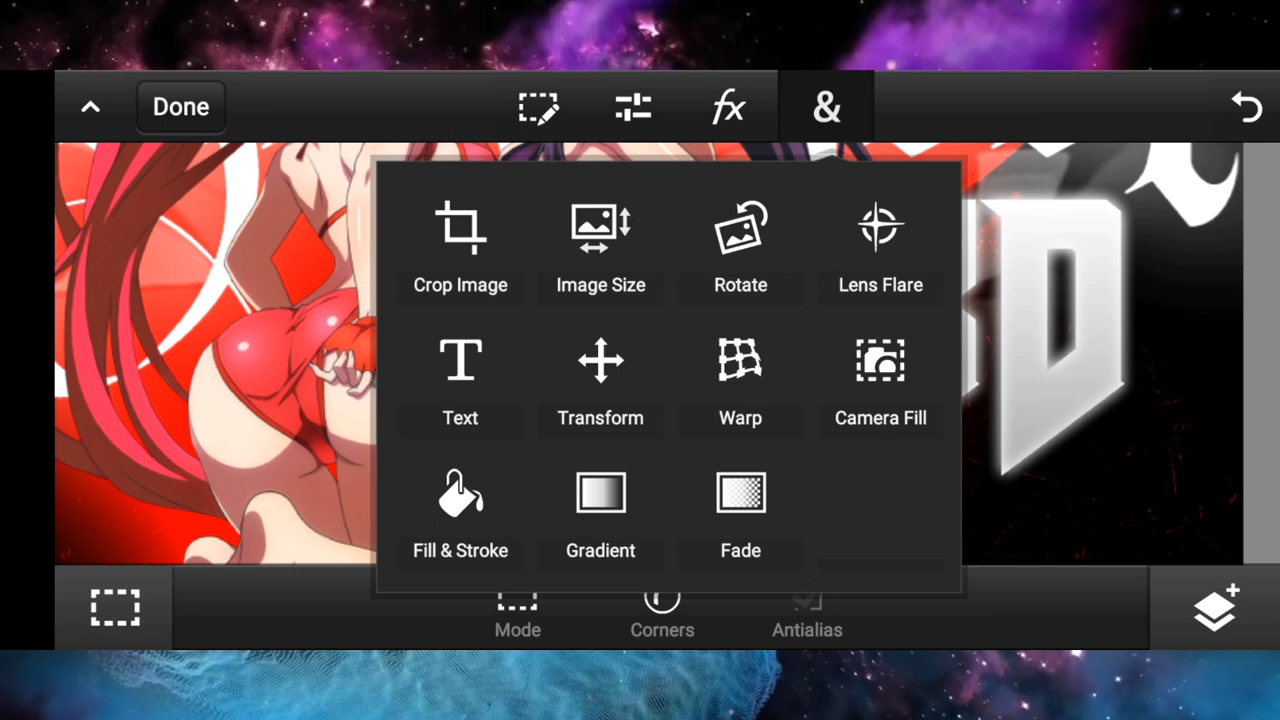 Done
fx
&
Crop Image
Image Size
Rotate
Lens Flare
Text
Transform
Warp
Camera Fill
Fill & Stroke
Gradient
Fade
Mode
Corners
Antialias
D